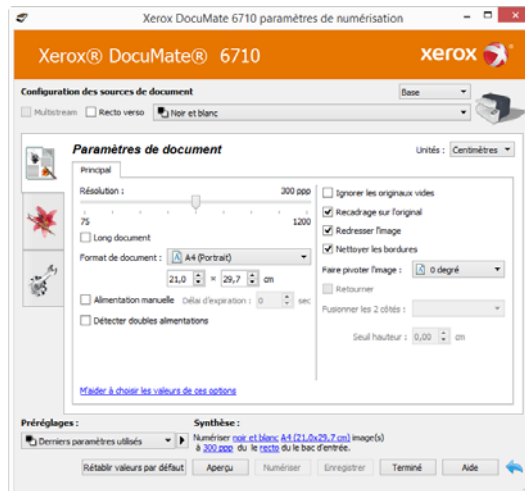 Xerox DocuMate 6710 paramètres de numérisation
Xerox® DocuMate® 6710
xerox
Configuration des sources de document
Base
Multistream
Recto verso
Noir et blanc
Paramètres de document
Unités : Centimètres
Principal
Résolution : 300 ppp
75 1200
Long document
Format de document : A4 (Portrait)
21,0 × 29,7 cm
Alimentation manuelle Délai d'expiration : 0 sec
Détecter doubles alimentations
Ignorer les originaux vides
Recadrage sur l'original
Redresser l'image
Nettoyer les bordures
Faire pivoter l'image : 0 degré
Retourner
Fusionner les 2 côtés :
Seuil hauteur : 0,00 cm
M'aider à choisir les valeurs de ces options
Préréglages :
Derniers paramètres utilisés
Synthèse :
Numériser noir et blanc A4 (21.0x29.7 cm) image(s)
à 300 ppp du le recto du le bac d'entrée.
Rétablir valeurs par défaut Aperçu Numériser Enregistrer Terminé Aide